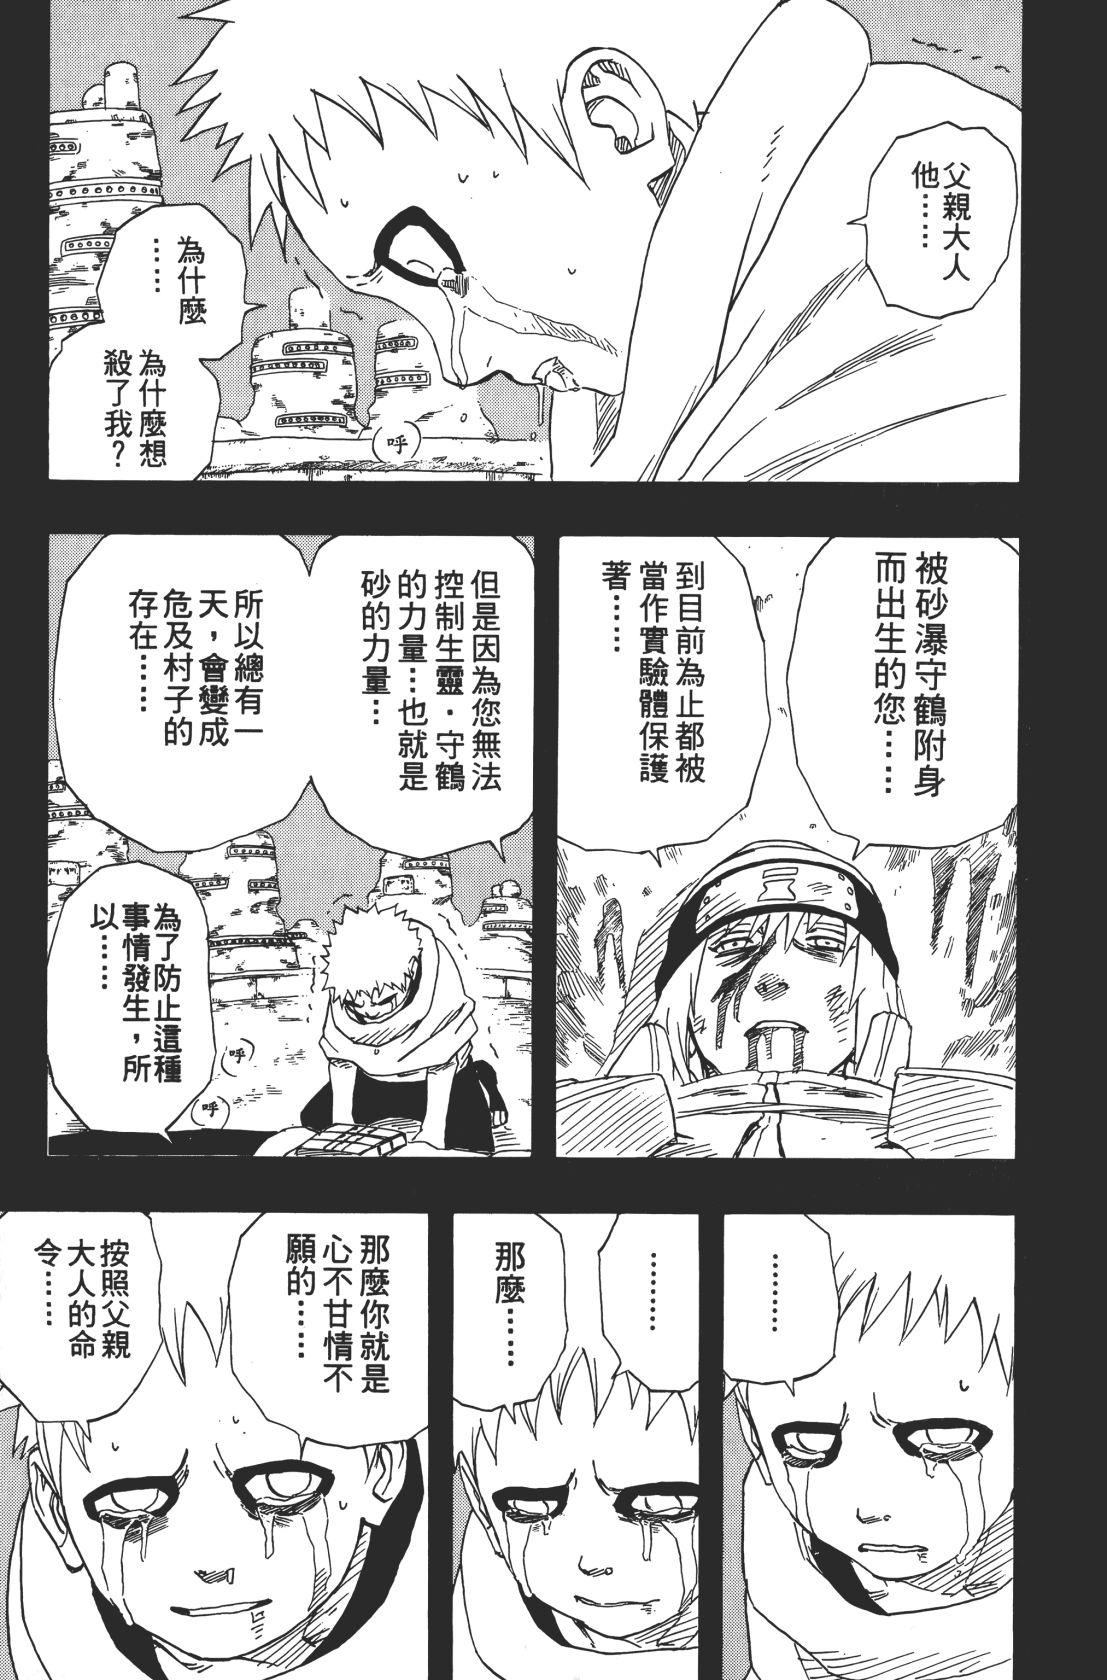 父親大人
他……
為什麼
……
為什麼想
殺了我？
呼
被砂瀑守鶴附身
而出生的您……
到目前為止都被
當作實驗體保護
著……
但是因為您無法
控制生靈．守鶴
的力量…也就是
砂的力量…
所以總有一
天，會變成
危及村子的
存在……
為了防止這種
事情發生，所
以……
呼
呼
………
………
那麼……
那麼你就是
心不甘情不
願的……
按照父親
大人的命
令……